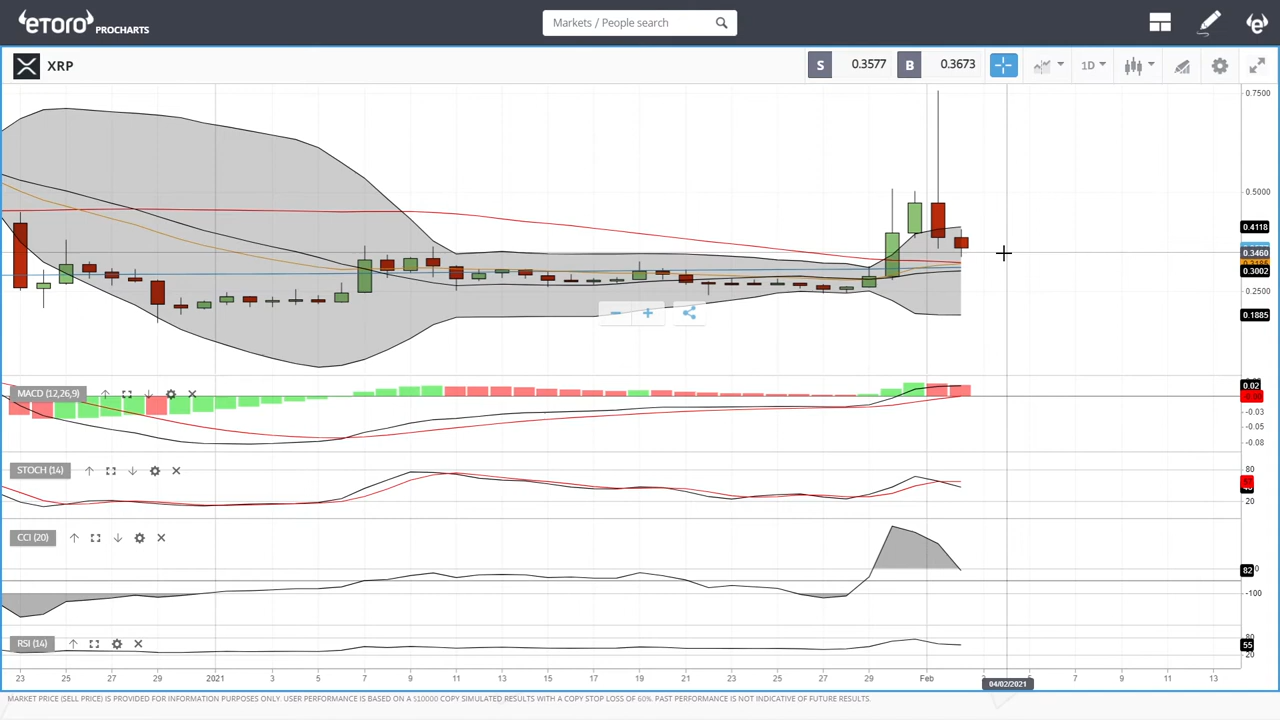 eToro PROCHARTS
Markets / People search
XRP
S 0.3577 B 0.3673
1D
0.7500
0.5000
0.4118
0.3460
0.3002
0.2500
0.1885
MACD (12,26,9)
0.02
-0.03
-0.05
-0.08
STOCH (14)
80
20
CCI (20)
82
-100
RSI (14)
80
55
20
23 25 27 29 2021 3 5 7 9 11 13 15 17 19 21 23 25 27 29 Feb 7 9 11 13
04/02/2021
MARKET PRICE (SELL PRICE) IS PROVIDED FOR INFORMATION PURPOSES ONLY. USER PERFORMANCE IS BASED ON A $10000 COPY SIMULATED RESULTS WITH A COPY STOP LOSS OF 60%. PAST PERFORMANCE IS NOT INDICATIVE OF FUTURE RESULTS.